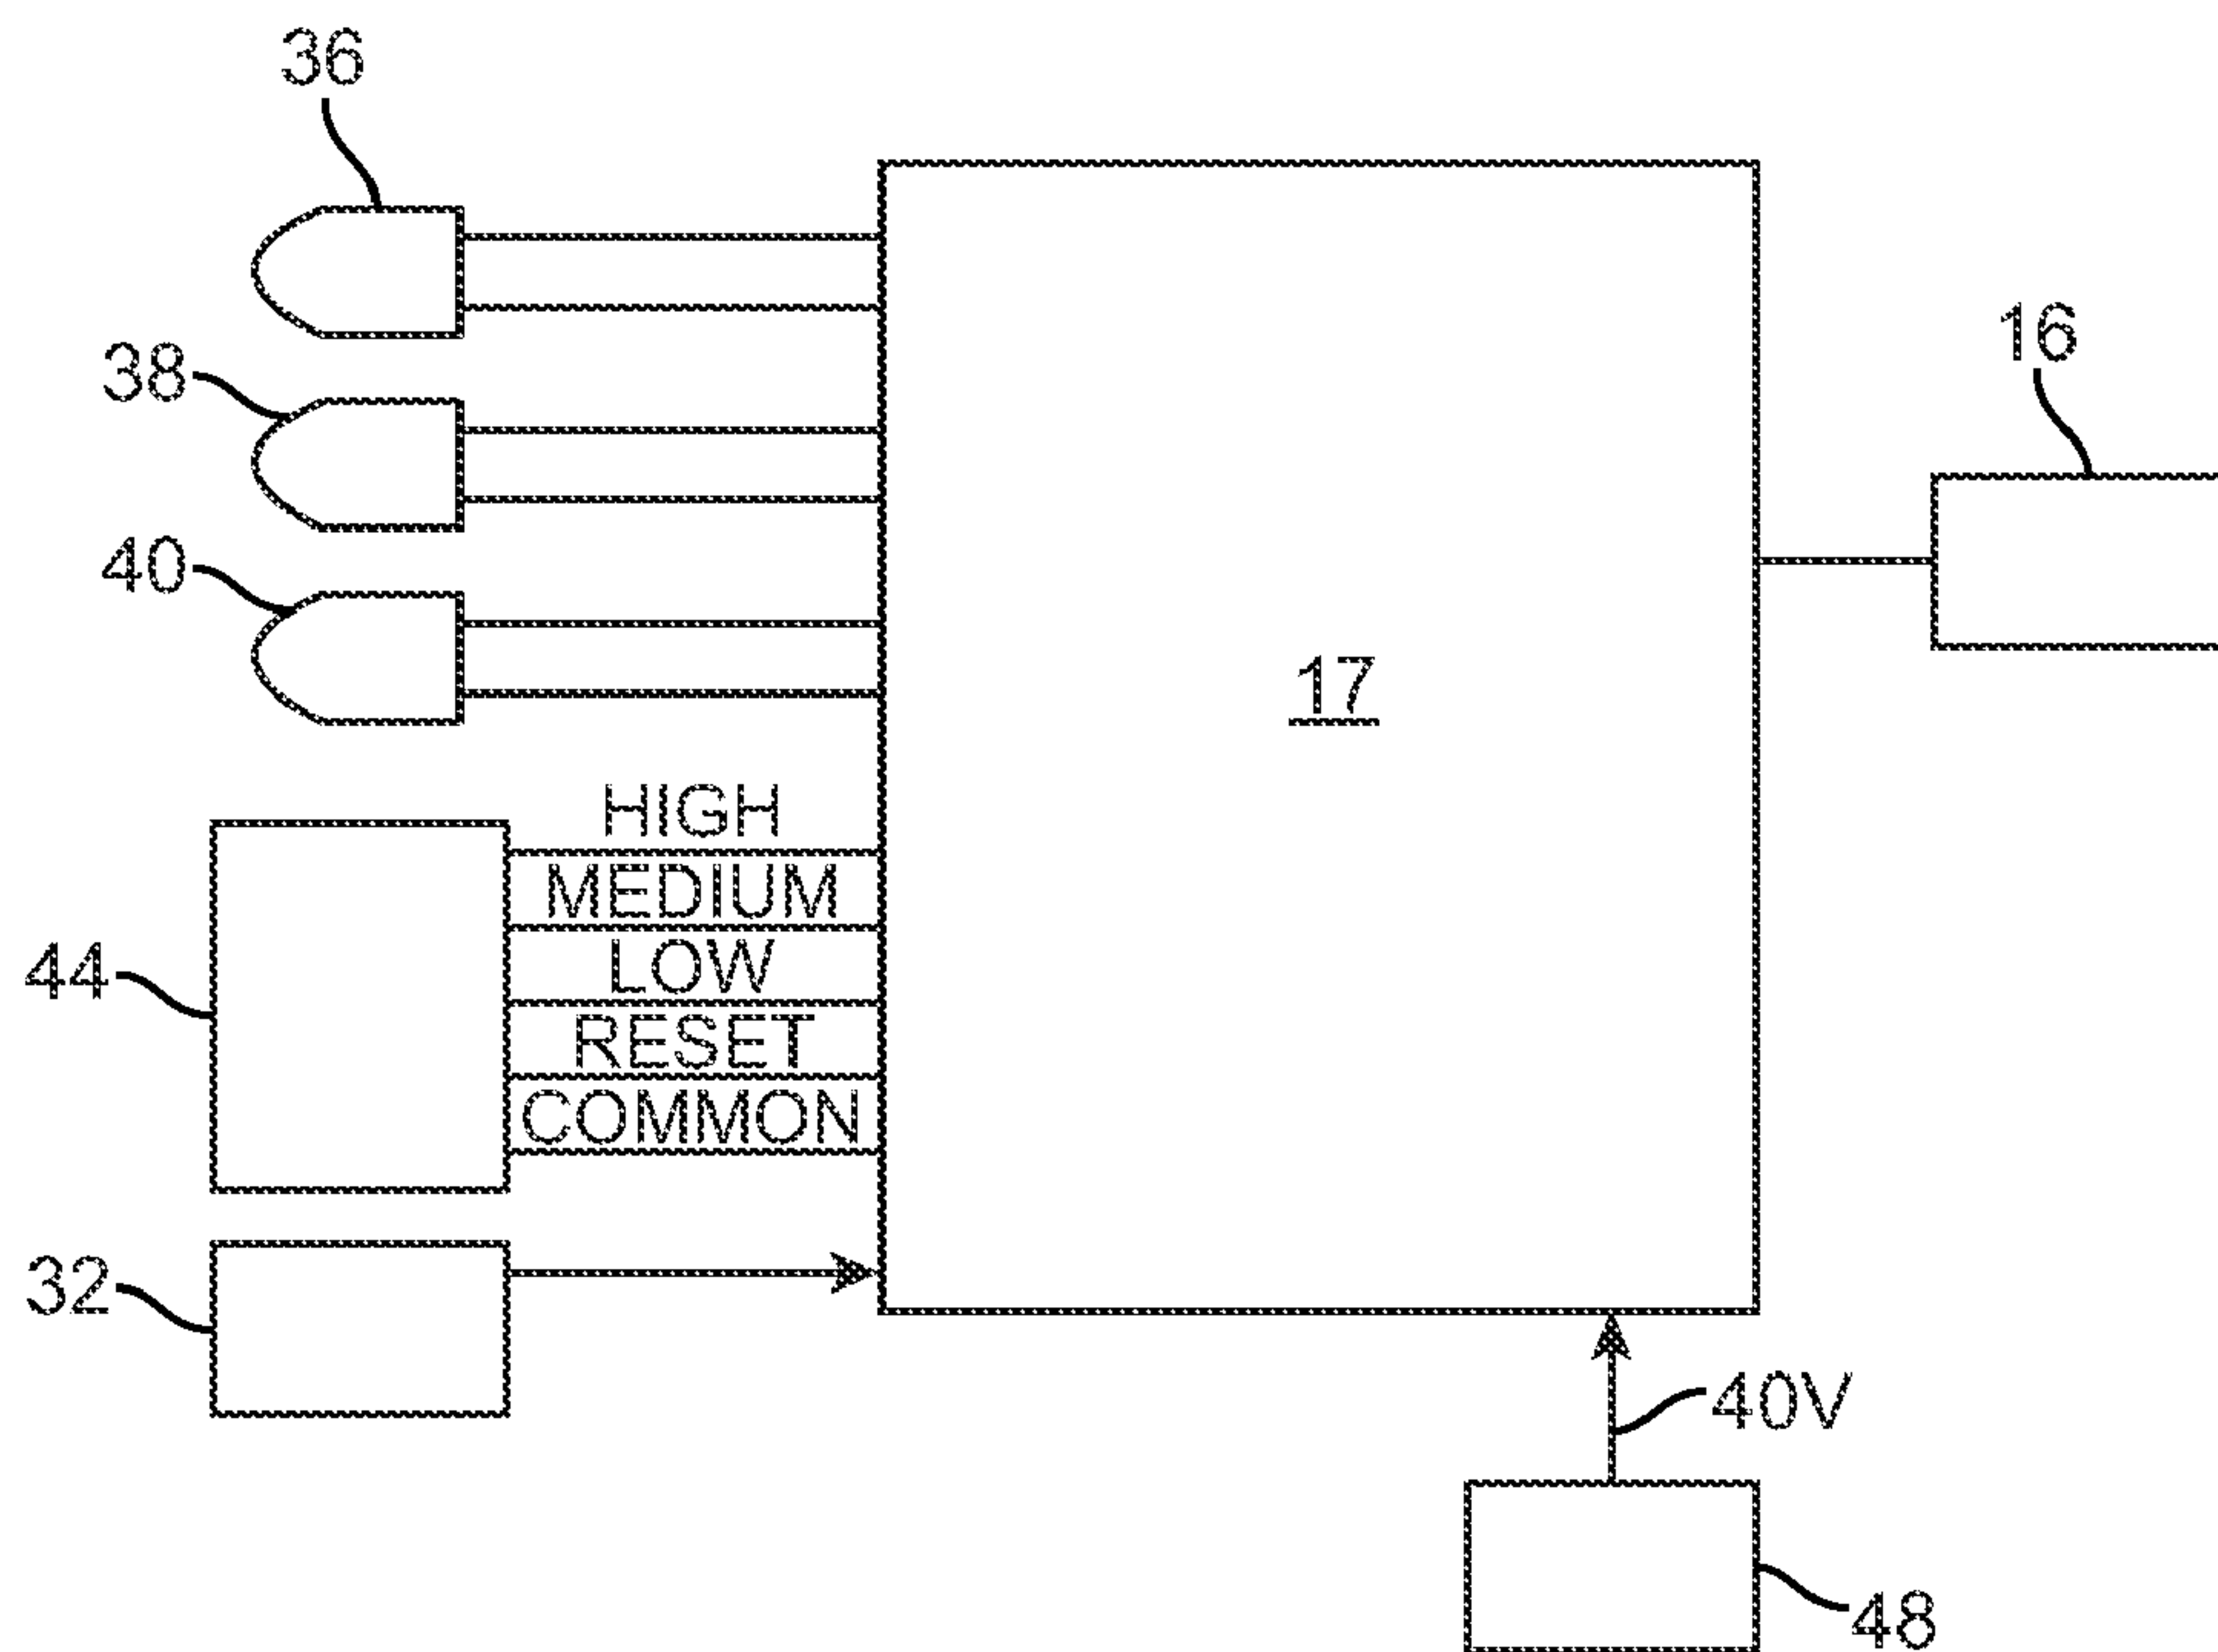 36
38
16
40
17
HIGH
MEDIUM
LOW
44
RESET
COMMON
32
40V
48